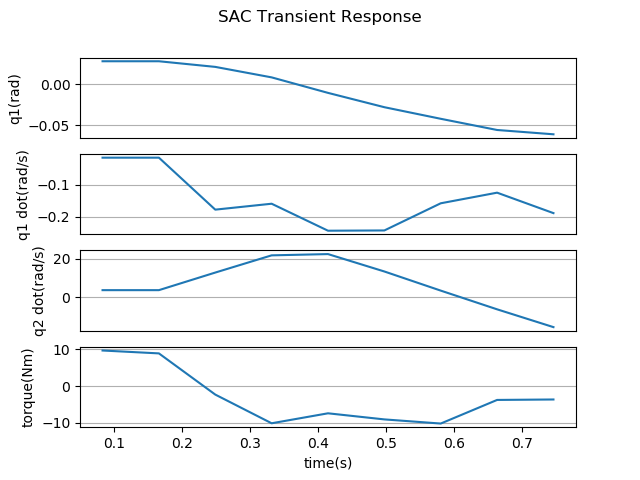 SAC Transient Response
q1(rad)
0.00
−0.05
q1 dot(rad/s)
−0.1
−0.2
q2 dot(rad/s)
20
0
torque(Nm)
10
0
−10
0.1 0.2 0.3 0.4 0.5 0.6 0.7
time(s)